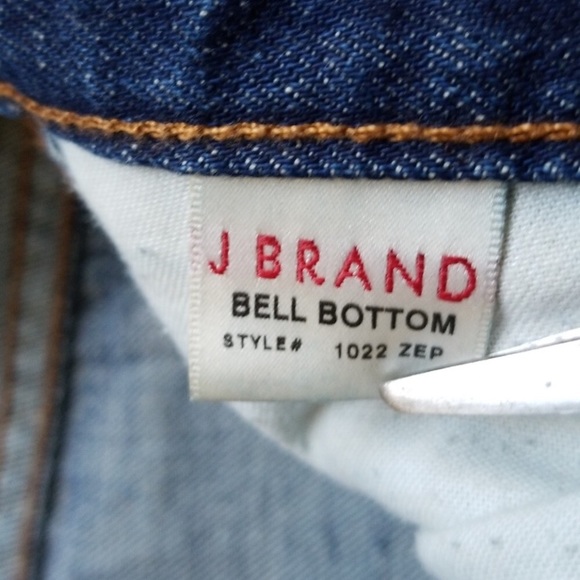 J BRAND
BELL BOTTOM
STYLE# 1022 ZEP